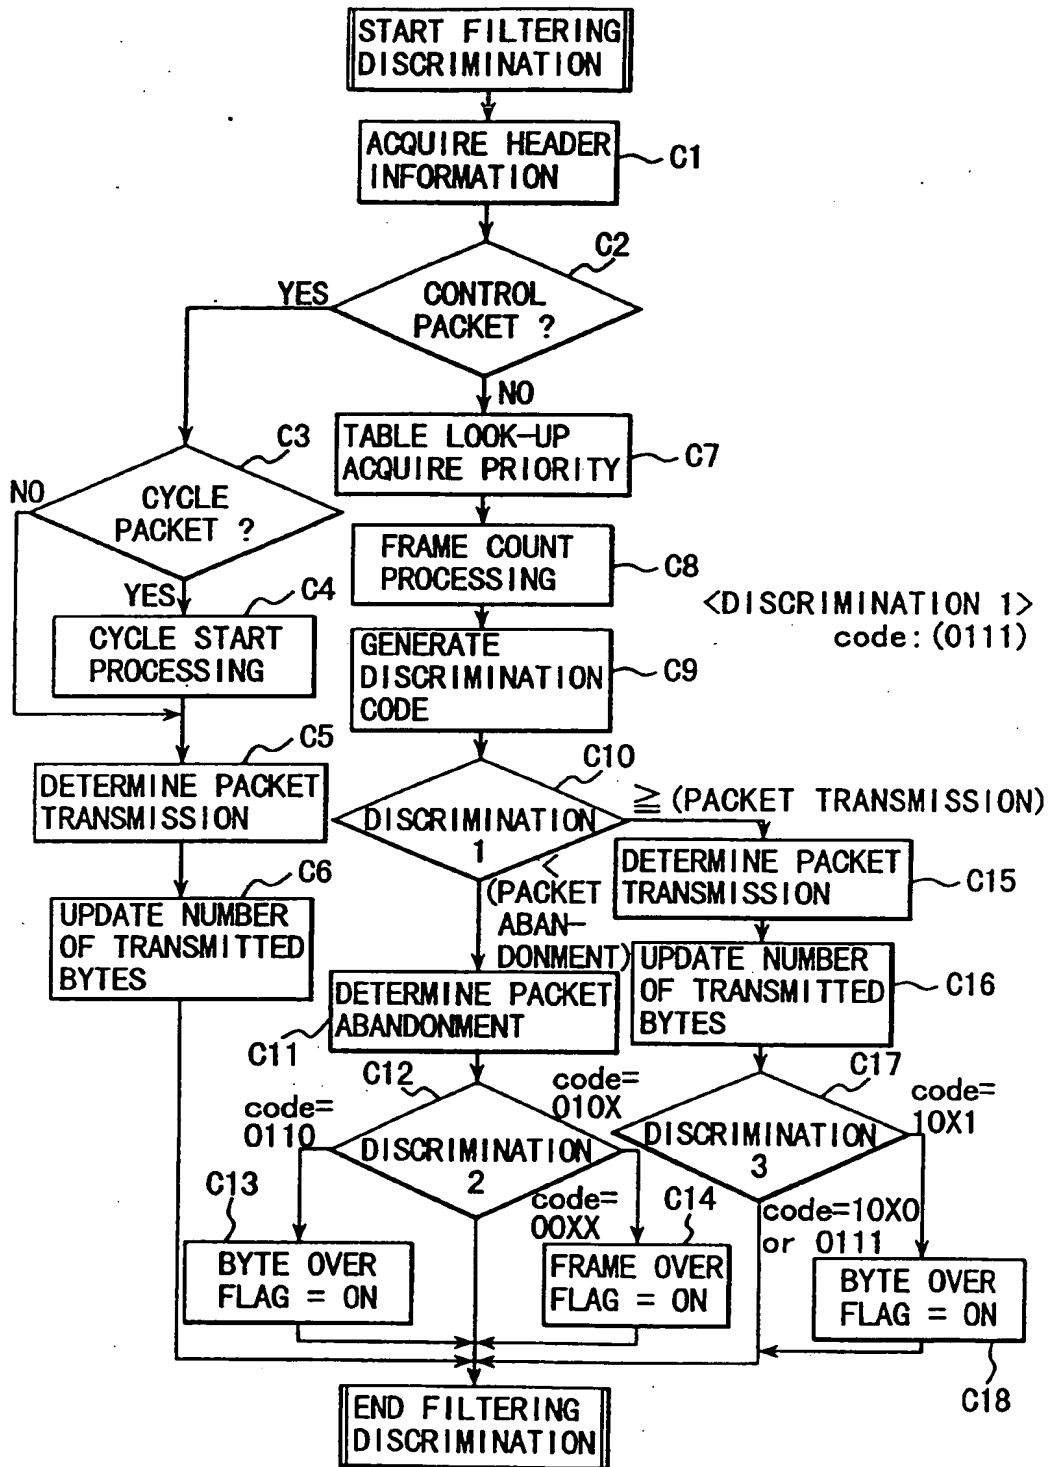 START FILTERING
DISCRIMINATION
ACQUIRE HEADER
INFORMATION
C1
C2
YES
CONTROL
PACKET ?
NO
C3
TABLE LOOK-UP
ACQUIRE PRIORITY
C7
NO
CYCLE
PACKET ?
FRAME COUNT
PROCESSING
C8
YES
C4
<DISCRIMINATION 1>
code:(0111)
CYCLE START
PROCESSING
GENERATE
DISCRIMINATION
CODE
C9
C5
C10
DETERMINE PACKET
TRANSMISSION
DISCRIMINATION
1
≧(PACKET TRANSMISSION)
<
(PACKET
ABAN-
DONMENT)
DETERMINE PACKET
TRANSMISSION
C15
C6
UPDATE NUMBER
OF TRANSMITTED
BYTES
UPDATE NUMBER
OF TRANSMITTED
BYTES
C16
DETERMINE PACKET
ABANDONMENT
C11
C12
C17
code=
0110
code=
010X
code=
10X1
DISCRIMINATION
2
DISCRIMINATION
3
C13
code=
00XX
C14
code=10X0
or 0111
BYTE OVER
FLAG = ON
FRAME OVER
FLAG = ON
BYTE OVER
FLAG = ON
C18
END FILTERING
DISCRIMINATION